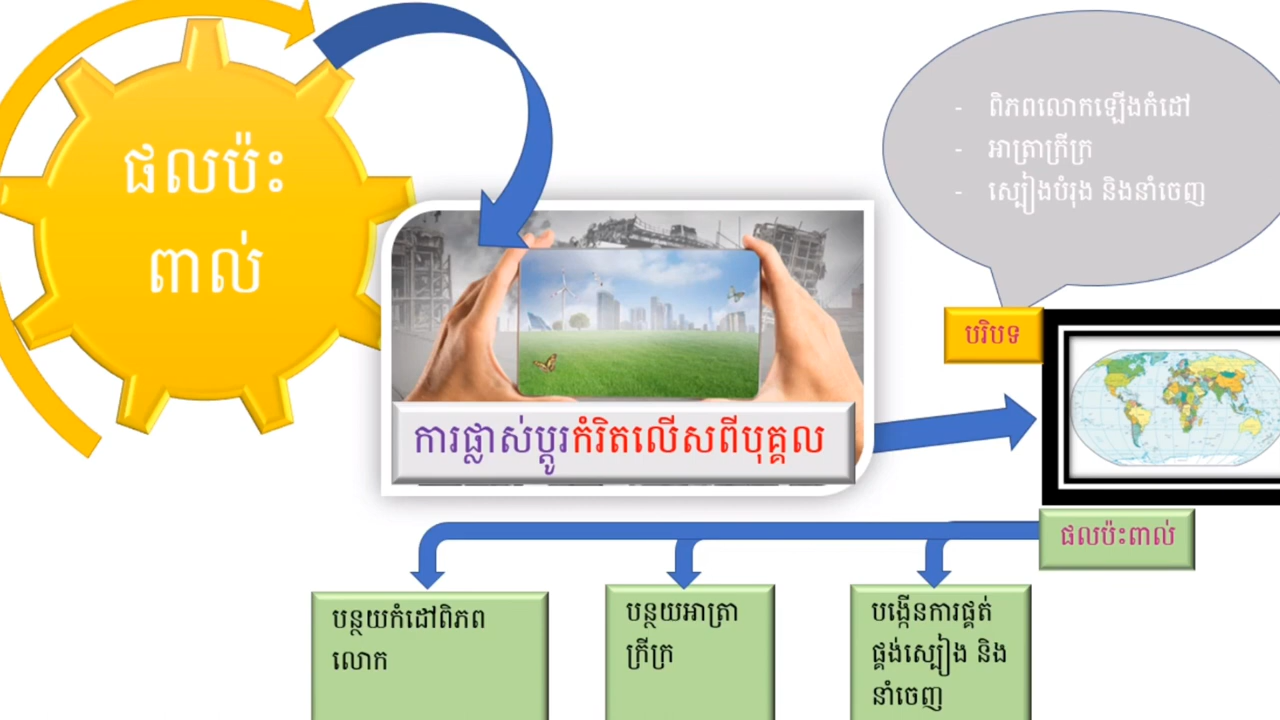 ផលប៉ះ
ពាល់
- ពិភពលោកឡើងកំដៅ
- អាត្រាក្រីក្រ
- ស្បៀងបំរុង និងនាំចេញ
បរិបទ
ការផ្លាស់ប្តូរកំរិតលើសពីបុគ្គល
ផលប៉ះពាល់
បន្ថយកំដៅពិភព
លោក
បន្ថយអាត្រា
ក្រីក្រ
បង្កើនការផ្គត់
ផ្គង់ស្បៀង និង
នាំចេញ